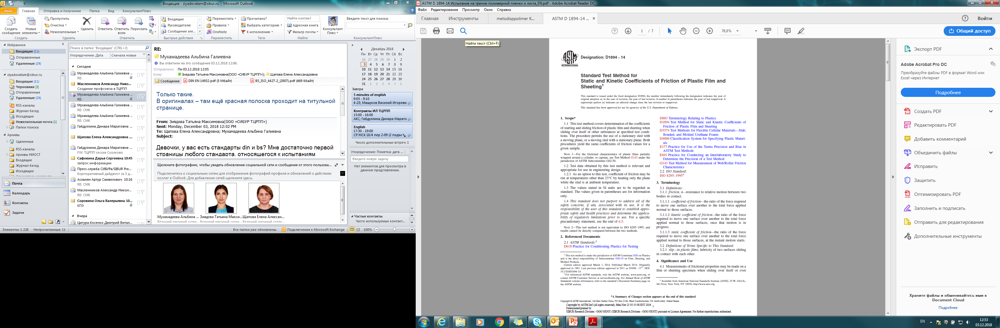 Входящие - ziyadovatam@sibur.ru - Microsoft Outlook
Файл Главная Отправка и получение Папка Вид КонсультантПлюс
Создать сообщение
Новые элементы
Создать
Пропустить
Очистка
Нежелательные
Удалить
Удалить
Ответить
Ответить всем
Переслать
Ответить
Входящие
Руководителю
Сообщение эле...
Быстрые действия
Переместить
Правила
OneNote
Переместить
Прочитано?
Выбрать категорию
К исполнению
Теги
Найти контакт
Адресная книга
Фильтр почты
Найти
Консультант Плюс
Введите текст для поиска:
КонсультантПлюс
Избранное
Входящие (11)
Отправленные
Удаленные (24)
ziyadovatam@sibur.ru
Входящие (11)
Черновики [3]
Отправленные
Удаленные (24)
RSS-каналы
Журнал бесед
Исходящие
Нежелательная почта [1]
Папки поиска
Архивы
Удаленные
RSS-каналы
Архивы НИОСТ
Входящие
Журнал бесед
Исходящие
Почта
Календарь
Контакты
Задачи
Поиск в папке "Входящие" (CTRL+У)
Упорядочение: Дата Сначала новые
Сегодня
Мухамадеева Альбина Галиевна ..
RE:
Масленников Александр Нико...
Создание профсоюза в ТЦРПП
Мухамадеева Альбина Галиевна ..
RE:
Мухамадеева Альбина Галиевна ..
RE: СМК
Мухамадеева Альбина Галиевна ..
RE: СМК
Габдуллина Динара Маратовна ...
Щапова Елена Александровна ...
Габдуллина Динара Маратовна ...
FW: ТЦРПП сессия Сколково
Сафокина Дарья Сергеевна 10:45
запрос информации
Пресс-служба СИБУРа/SIBUR Pre...
Корпоративный дайджест за 3 д...
Асланян Артур Самвелович 10:16
RE: СМК
Масленников Александр Никол...
RE: СМК
Сорокина Ольга Валерьевна 10...
КПЭ
Вчера
Цигура-Косенко Дмитрий Витал...
RE:
Мухамадеева Альбина Галиевна
Вы ответили на это сообщение 03.12.2018 12:06.
Отправлено: Пн 03.12.2018 12:05
Кому: Зиядова Татьяна Максимовна(ООО «СИБУР ТЦРПП»); Щапова Елена Александровна
Сообщение DIN EN 14932.pdf (3 Мбайт) BS_ISO_4427-2_(2007).pdf (469 Кбайт)
Только такие.
В оригиналах – там ещё красная полоска проходит на титульной
странице.
From: Зиядова Татьяна Максимовна(ООО «СИБУР ТЦРПП»)
Sent: Monday, December 03, 2018 12:02 PM
To: Щапова Елена Александровна; Мухамадеева Альбина Галиевна
Subject:
Девочки, у вас есть стандарты din и bs? Мне достаточно первой
страницы любого стандарта, относящегося к испытаниям
Щелкните фотографию, чтобы увидеть обновления социальной сети и сообщения от этого пользова...
Подключитесь к социальным сетям для отображения фотографий профиля и обновлений о действиях
коллег в Outlook. Для добавления сетей щелкните здесь.
Мухамадеева Альбина ... Зиядова Татьяна Макси... Щапова Елена Алексан...
Ведущий научный сотру... Ведущий научный сотру... Ведущий научный сотру...
Декабрь 2018
Пн Вт Ср Чт Пт Сб Вс
26 27 28 29 30 1 2
3 4 5 6 7 8 9
10 11 12 13 14 15 16
17 18 19 20 21 22 23
24 25 26 27 28 29 30
31 1 2 3 4 5 6
Завтра
5 minutes of english
9:05 - 9:10
4-23; Машуков Василий Игореви
Контракты ИЛ ТЦРПП
15:00 - 16:00
АКС; Габдуллина Динара Марато
English
17:30 - 19:00
СР МСК 18/4 пер 2-09 (2 подъе
Число дополнительных встреч: 1
Упорядочение: Пометка: дата ...
Введите новую задачу
Нет элементов для просмотра в
данном представлении.
Частые контакты
Часто используемые контакт...
Элементы: 1 228 Непрочитанные: 11 Все папки уже обновлены. Подключение к Microsoft Exchange 100%
ASTM D 1894-14 Испытание на трение полимерной пленки и листа_EN.pdf - Adobe Acrobat Reader DC
Файл Редактирование Просмотр Окно Справка
Главная Инструменты metodisppolimer K... ASTM D 1894-14 ... × Войти
1 / 7 76,6% Общий доступ
Найти текст (Ctrl+F)
ASTM
INTERNATIONAL
Designation: D1894 – 14
Standard Test Method for
Static and Kinetic Coefficients of Friction of Plastic Film and
Sheeting1
This standard is issued under the fixed designation D1894; the number immediately following the designation indicates the year of
original adoption or, in the case of revision, the year of last revision. A number in parentheses indicates the year of last reapproval. A
superscript epsilon (ε) indicates an editorial change since the last revision or reapproval.
This standard has been approved for use by agencies of the U.S. Department of Defense.
1. Scope*
1.1 This test method covers determination of the coefficients
of starting and sliding friction of plastic film and sheeting when
sliding over itself or other substances at specified test condi-
tions. The procedure permits the use of a stationary sled with
a moving plane, or a moving sled with a stationary plane. Both
procedures yield the same coefficients of friction values for a
given sample.
NOTE 1—For the frictional characteristics of plastic films partially
wrapped around a cylinder, or capstan, see Test Method G143 under the
jurisdiction of ASTM Subcommittee G02.50.
1.2 Test data obtained by this test method is relevant and
appropriate for use in engineering design.
1.2.1 As an option to this test, coefficient of friction may be
run at temperatures other than 23°C by heating only the plane
while the sled is at ambient temperature.
1.3 The values stated in SI units are to be regarded as
standard. The values given in parentheses are for information
only.
1.4 This standard does not purport to address all of the
safety concerns, if any, associated with its use. It is the
responsibility of the user of this standard to establish appro-
priate safety and health practices and determine the applica-
bility of regulatory limitations prior to use. For a specific
precautionary statement, see the end of 6.5.
NOTE 2—This test method is not equivalent to ISO 8295–1995, and
results cannot be directly compared between the two methods.
2. Referenced Documents
2.1 ASTM Standards:2
D618 Practice for Conditioning Plastics for Testing
1 This test method is under the jurisdiction of ASTM Committee D20 on Plastics
and is the direct responsibility of Subcommittee D20.19 on Film, Sheeting, and
Molded Products.
Current edition approved March 1, 2014. Published March 2014. Originally
approved in 1961. Last previous edition approved in 2011 as D1894 - 11ε1. DOI:
10.1520/D1894-14.
2 For referenced ASTM standards, visit the ASTM website, www.astm.org, or
contact ASTM Customer Service at service@astm.org. For Annual Book of ASTM
Standards volume information, refer to the standard's Document Summary page on
the ASTM website.
D883 Terminology Relating to Plastics
D1894 Test Method for Static and Kinetic Coefficients of
Friction of Plastic Film and Sheeting
D3574 Test Methods for Flexible Cellular Materials—Slab,
Bonded, and Molded Urethane Foams
D4000 Classification System for Specifying Plastic Materi-
als
E177 Practice for Use of the Terms Precision and Bias in
ASTM Test Methods
E691 Practice for Conducting an Interlaboratory Study to
Determine the Precision of a Test Method
G143 Test Method for Measurement of Web/Roller Friction
Characteristics
2.2 ISO Standard:
ISO 8295–19953
3. Terminology
3.1 Definitions:
3.1.1 friction, n—resistance to relative motion between two
bodies in contact.
3.1.1.1 coefficient of friction—the ratio of the force required
to move one surface over another to the total force applied
normal to those surfaces.
3.1.1.2 kinetic coefficient of friction—the ratio of the force
required to move one surface over another to the total force
applied normal to those surfaces, once that motion is in
progress.
3.1.1.3 static coefficient of friction—the ratio of the force
required to move one surface over another to the total force
applied normal to those surfaces, at the instant motion starts.
3.2 Definitions of Terms Specific to This Standard:
3.2.1 slip—in plastic films, lubricity of two surfaces sliding
in contact with each other.
4. Significance and Use
4.1 Measurements of frictional properties may be made on a
film or sheeting specimen when sliding over itself or over
3 Available from American National Standards Institute (ANSI), 25 W. 43rd St.,
4th Floor, New York, NY 10036, http://www.ansi.org.
*A Summary of Changes section appears at the end of this standard
Copyright © ASTM International, 100 Barr Harbor Drive, PO Box C700, West Conshohocken, PA 19428-2959. United States
Copyright by ASTM Int'l (all rights reserved); Mon Nov 21 05:35:08 EST 2016 1
Downloaded/printed by
SIBUR Research Division - OOO NIOST (SIBUR Research Division - OOO NIOST) pursuant to License Agreement. No further reproductions authorized.
Экспорт PDF
Adobe Acrobat Pro DC
Преобразуйте файлы PDF в формат Word или
Excel через Интернет
Подробнее
Создать PDF
Редактировать PDF
Добавить комментарий
Объединить файлы
Исправить
Защитить
Оптимизировать PDF
Заполнить и подписать
Отправить для редактирования
Дополнительные инструменты
Храните файлы и обменивайтесь ими в
Document Cloud
Подробнее
EN 12:53
03.12.2018